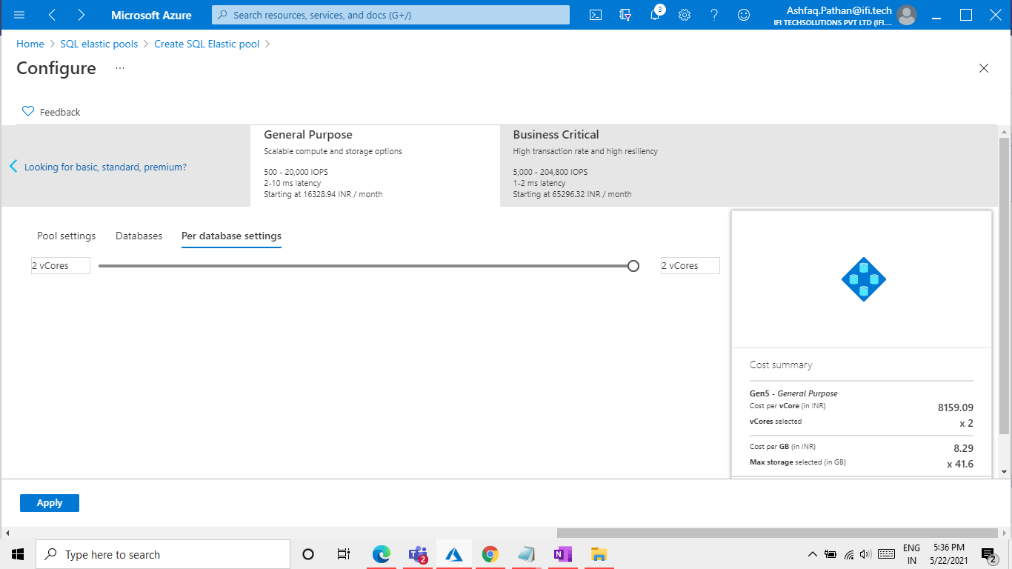 Microsoft Azure
Search resources, services, and docs (G+/)
3
Ashfaq.Pathan@ifi.tech
IFI TECHSOLUTIONS PVT LTD (IFI....
Home > SQL elastic pools > Create SQL Elastic pool >
Configure ...
Feedback
Looking for basic, standard, premium?
General Purpose
Scalable compute and storage options
500 - 20,000 IOPS
2-10 ms latency
Starting at 16328.94 INR / month
Business Critical
High transaction rate and high resiliency
5,000 - 204,800 IOPS
1-2 ms latency
Starting at 65296.32 INR / month
Pool settings Databases Per database settings
2 vCores 2 vCores
Cost summary
Gen5 - General Purpose
Cost per vCore (in INR) 8159.09
vCores selected x 2
Cost per GB (in INR) 8.29
Max storage selected (in GB) x 41.6
Apply
Type here to search
2
ENG
IN
5:36 PM
5/22/2021
2